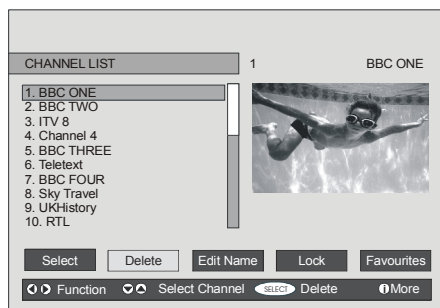 CHANNEL LIST 1 BBC ONE
1. BBC ONE
2. BBC TWO
3. ITV 8
4. Channel 4
5. BBC THREE
6. Teletext
7. BBC FOUR
8. Sky Travel
9. UKHistory
10. RTL
Select Delete Edit Name Lock Favourites
Function Select Channel SELECT Delete i More